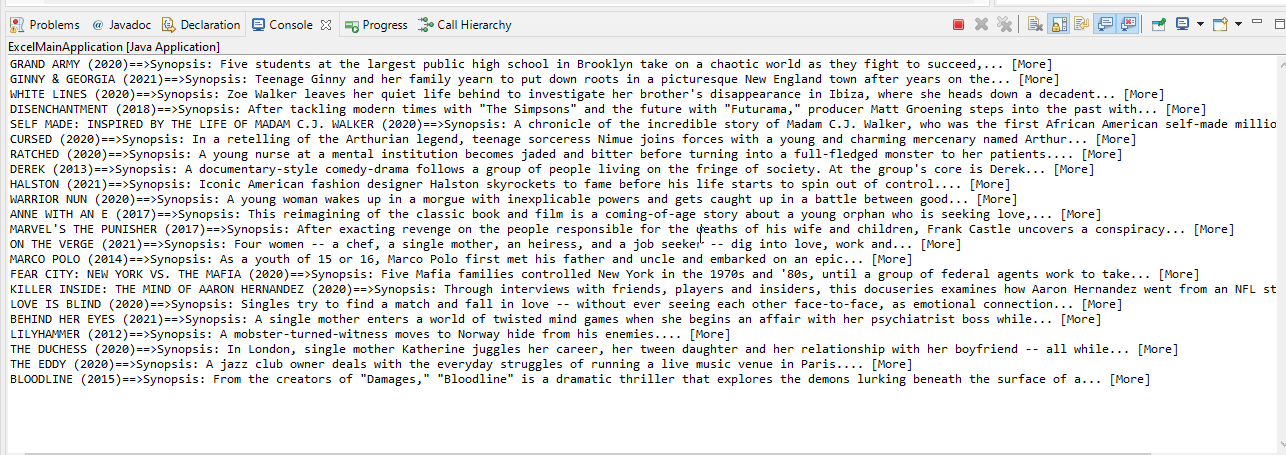 Problems @ Javadoc Declaration Console Progress Call Hierarchy
ExcelMainApplication [Java Application]
GRAND ARMY (2020)==>Synopsis: Five students at the largest public high school in Brooklyn take on a chaotic world as they fight to succeed,... [More]
GINNY & GEORGIA (2021)==>Synopsis: Teenage Ginny and her family yearn to put down roots in a picturesque New England town after years on the... [More]
WHITE LINES (2020)==>Synopsis: Zoe Walker leaves her quiet life behind to investigate her brother's disappearance in Ibiza, where she heads down a decadent... [More]
DISENCHANTMENT (2018)==>Synopsis: After tackling modern times with "The Simpsons" and the future with "Futurama," producer Matt Groening steps into the past with... [More]
SELF MADE: INSPIRED BY THE LIFE OF MADAM C.J. WALKER (2020)==>Synopsis: A chronicle of the incredible story of Madam C.J. Walker, who was the first African American self-made millio
CURSED (2020)==>Synopsis: In a retelling of the Arthurian legend, teenage sorceress Nimue joins forces with a young and charming mercenary named Arthur... [More]
RATCHED (2020)==>Synopsis: A young nurse at a mental institution becomes jaded and bitter before turning into a full-fledged monster to her patients.... [More]
DEREK (2013)==>Synopsis: A documentary-style comedy-drama follows a group of people living on the fringe of society. At the group's core is Derek... [More]
HALSTON (2021)==>Synopsis: Iconic American fashion designer Halston skyrockets to fame before his life starts to spin out of control.... [More]
WARRIOR NUN (2020)==>Synopsis: A young woman wakes up in a morgue with inexplicable powers and gets caught up in a battle between good... [More]
ANNE WITH AN E (2017)==>Synopsis: This reimagining of the classic book and film is a coming-of-age story about a young orphan who is seeking love,... [More]
MARVEL'S THE PUNISHER (2017)==>Synopsis: After exacting revenge on the people responsible for the deaths of his wife and children, Frank Castle uncovers a conspiracy... [More]
ON THE VERGE (2021)==>Synopsis: Four women -- a chef, a single mother, an heiress, and a job seeker -- dig into love, work and... [More]
MARCO POLO (2014)==>Synopsis: As a youth of 15 or 16, Marco Polo first met his father and uncle and embarked on an epic... [More]
FEAR CITY: NEW YORK VS. THE MAFIA (2020)==>Synopsis: Five Mafia families controlled New York in the 1970s and '80s, until a group of federal agents work to take... [More]
KILLER INSIDE: THE MIND OF AARON HERNANDEZ (2020)==>Synopsis: Through interviews with friends, players and insiders, this docuseries examines how Aaron Hernandez went from an NFL st
LOVE IS BLIND (2020)==>Synopsis: Singles try to find a match and fall in love -- without ever seeing each other face-to-face, as emotional connection... [More]
BEHIND HER EYES (2021)==>Synopsis: A single mother enters a world of twisted mind games when she begins an affair with her psychiatrist boss while... [More]
LILYHAMMER (2012)==>Synopsis: A mobster-turned-witness moves to Norway hide from his enemies.... [More]
THE DUCHESS (2020)==>Synopsis: In London, single mother Katherine juggles her career, her tween daughter and her relationship with her boyfriend -- all while... [More]
THE EDDY (2020)==>Synopsis: A jazz club owner deals with the everyday struggles of running a live music venue in Paris.... [More]
BLOODLINE (2015)==>Synopsis: From the creators of "Damages," "Bloodline" is a dramatic thriller that explores the demons lurking beneath the surface of a... [More]